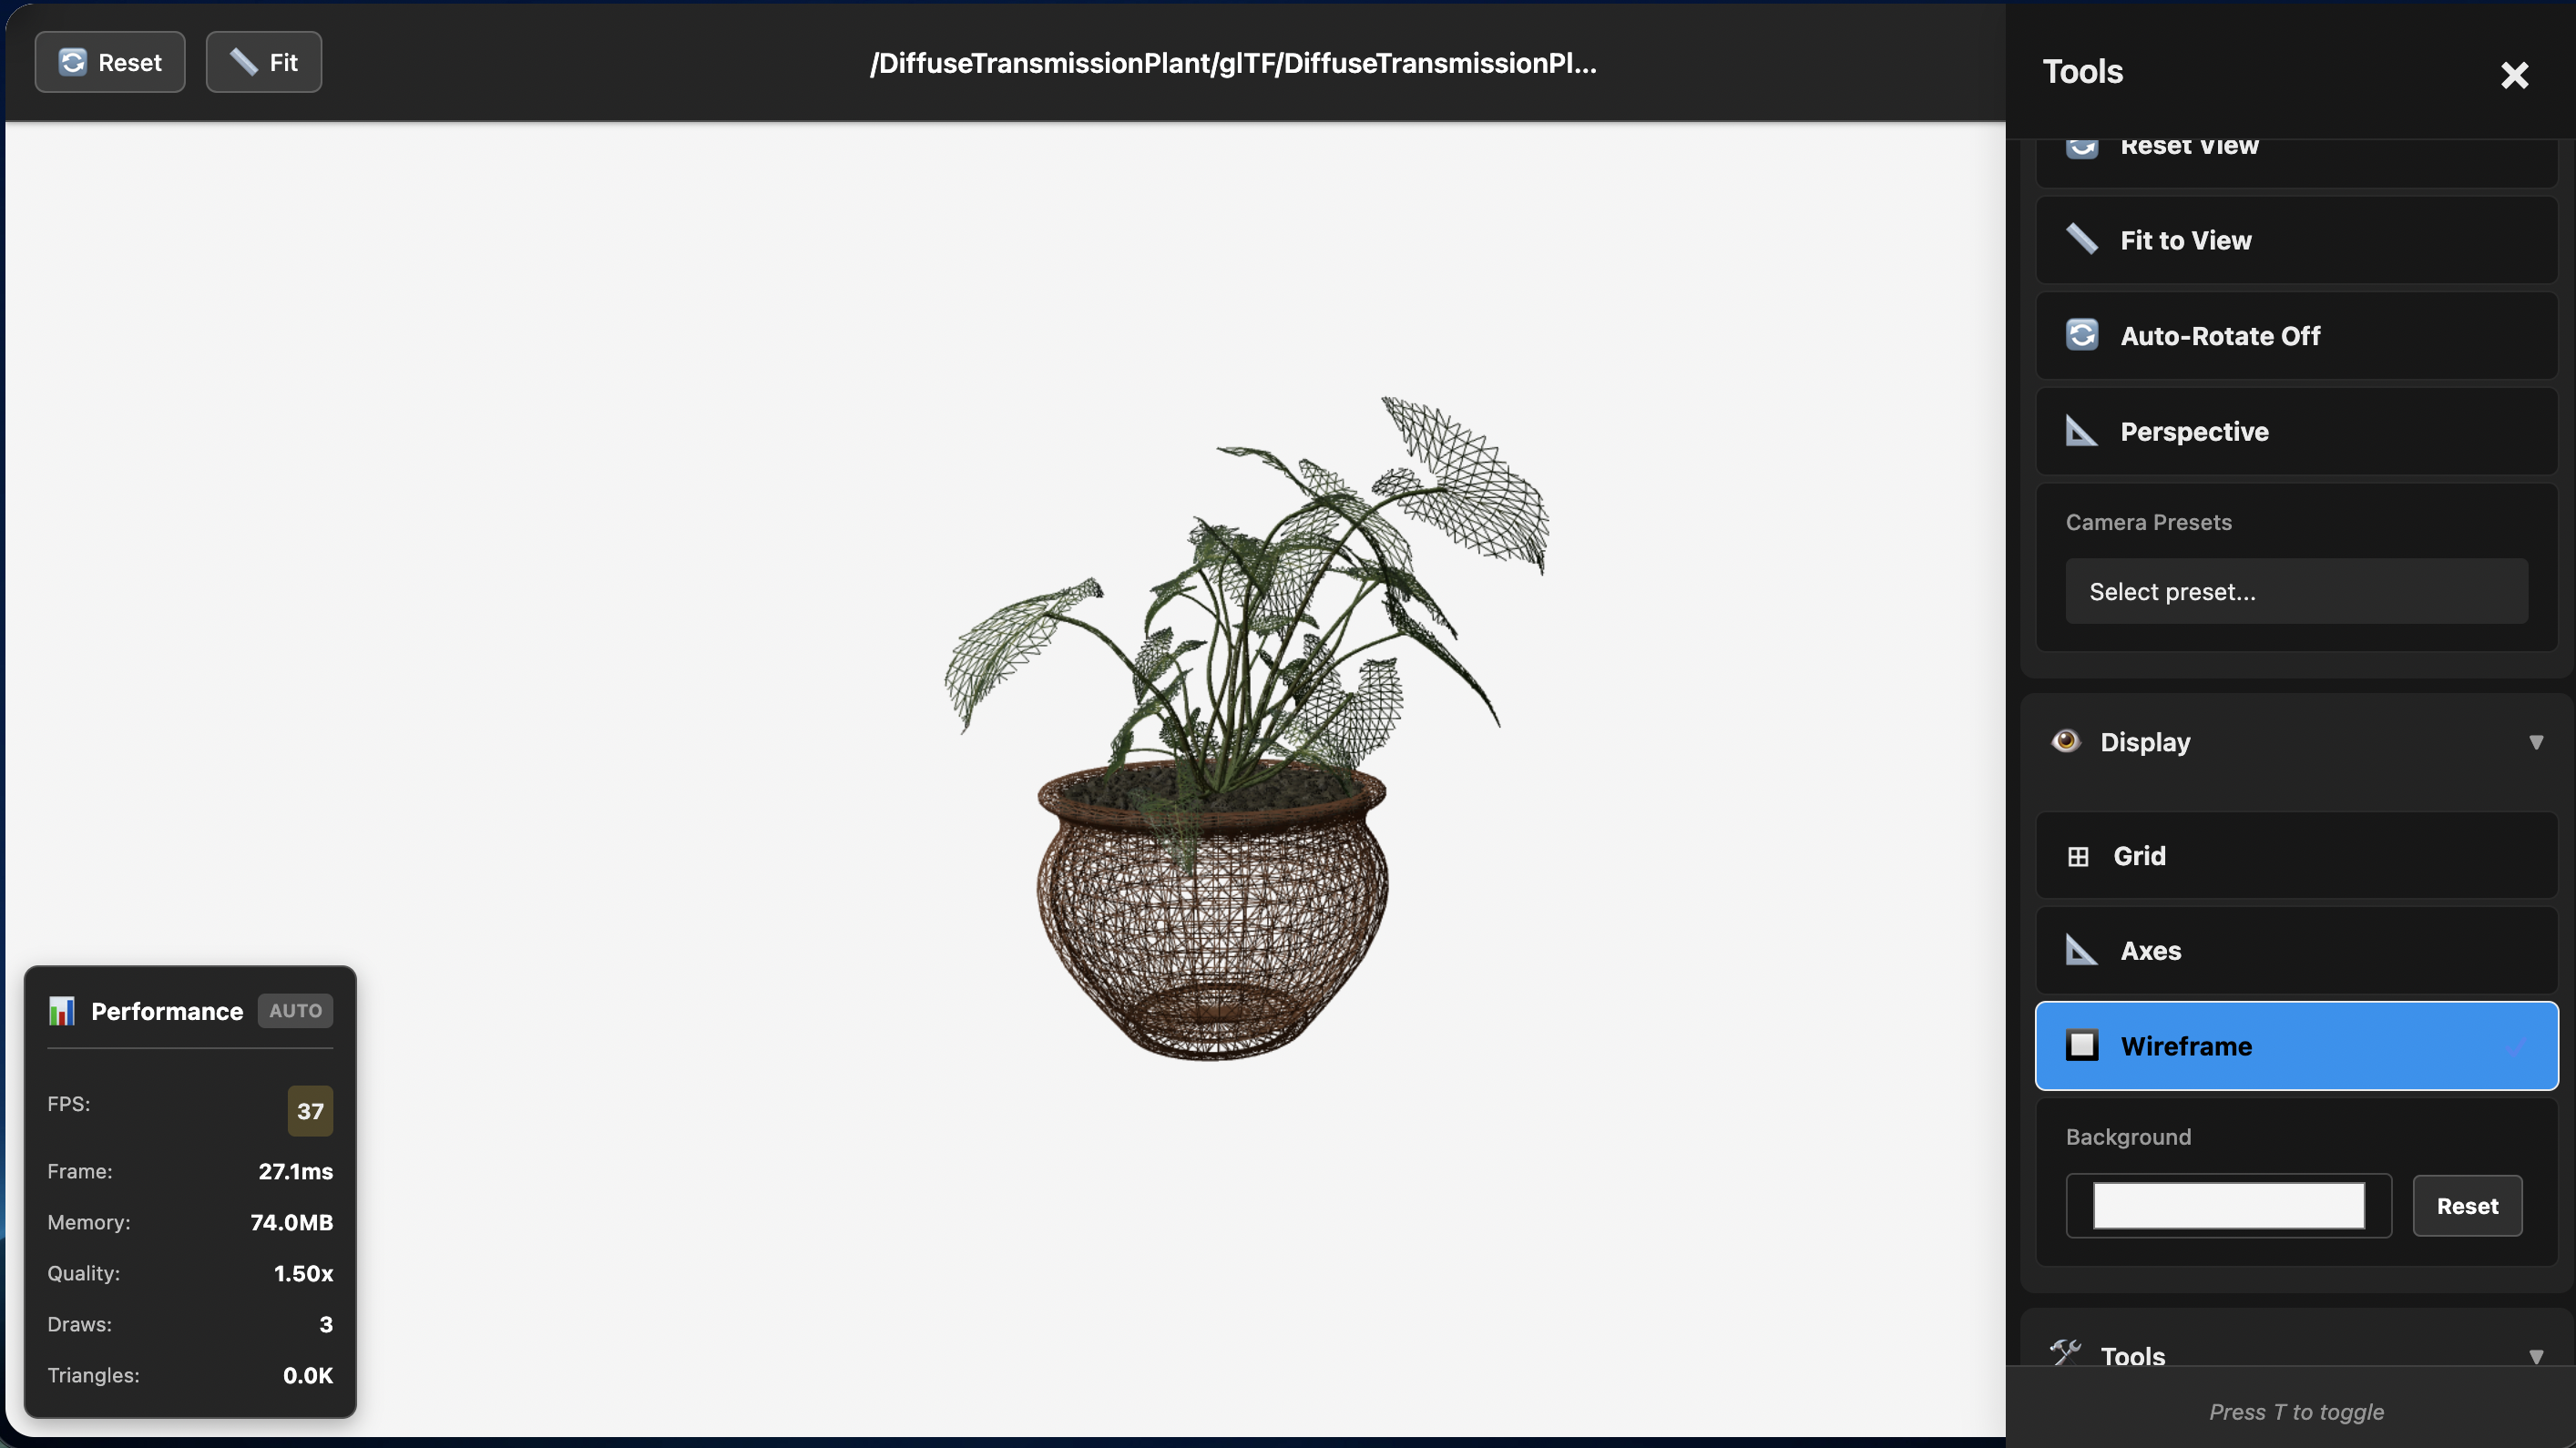 Reset
Fit
/DiffuseTransmissionPlant/glTF/DiffuseTransmissionPl...
Tools
Reset View
Fit to View
Auto-Rotate Off
Perspective
Camera Presets
Select preset...
Display
Grid
Axes
Wireframe
Background
Reset
Tools
Press T to toggle
Performance AUTO
FPS: 37
Frame: 27.1ms
Memory: 74.0MB
Quality: 1.50x
Draws: 3
Triangles: 0.0K